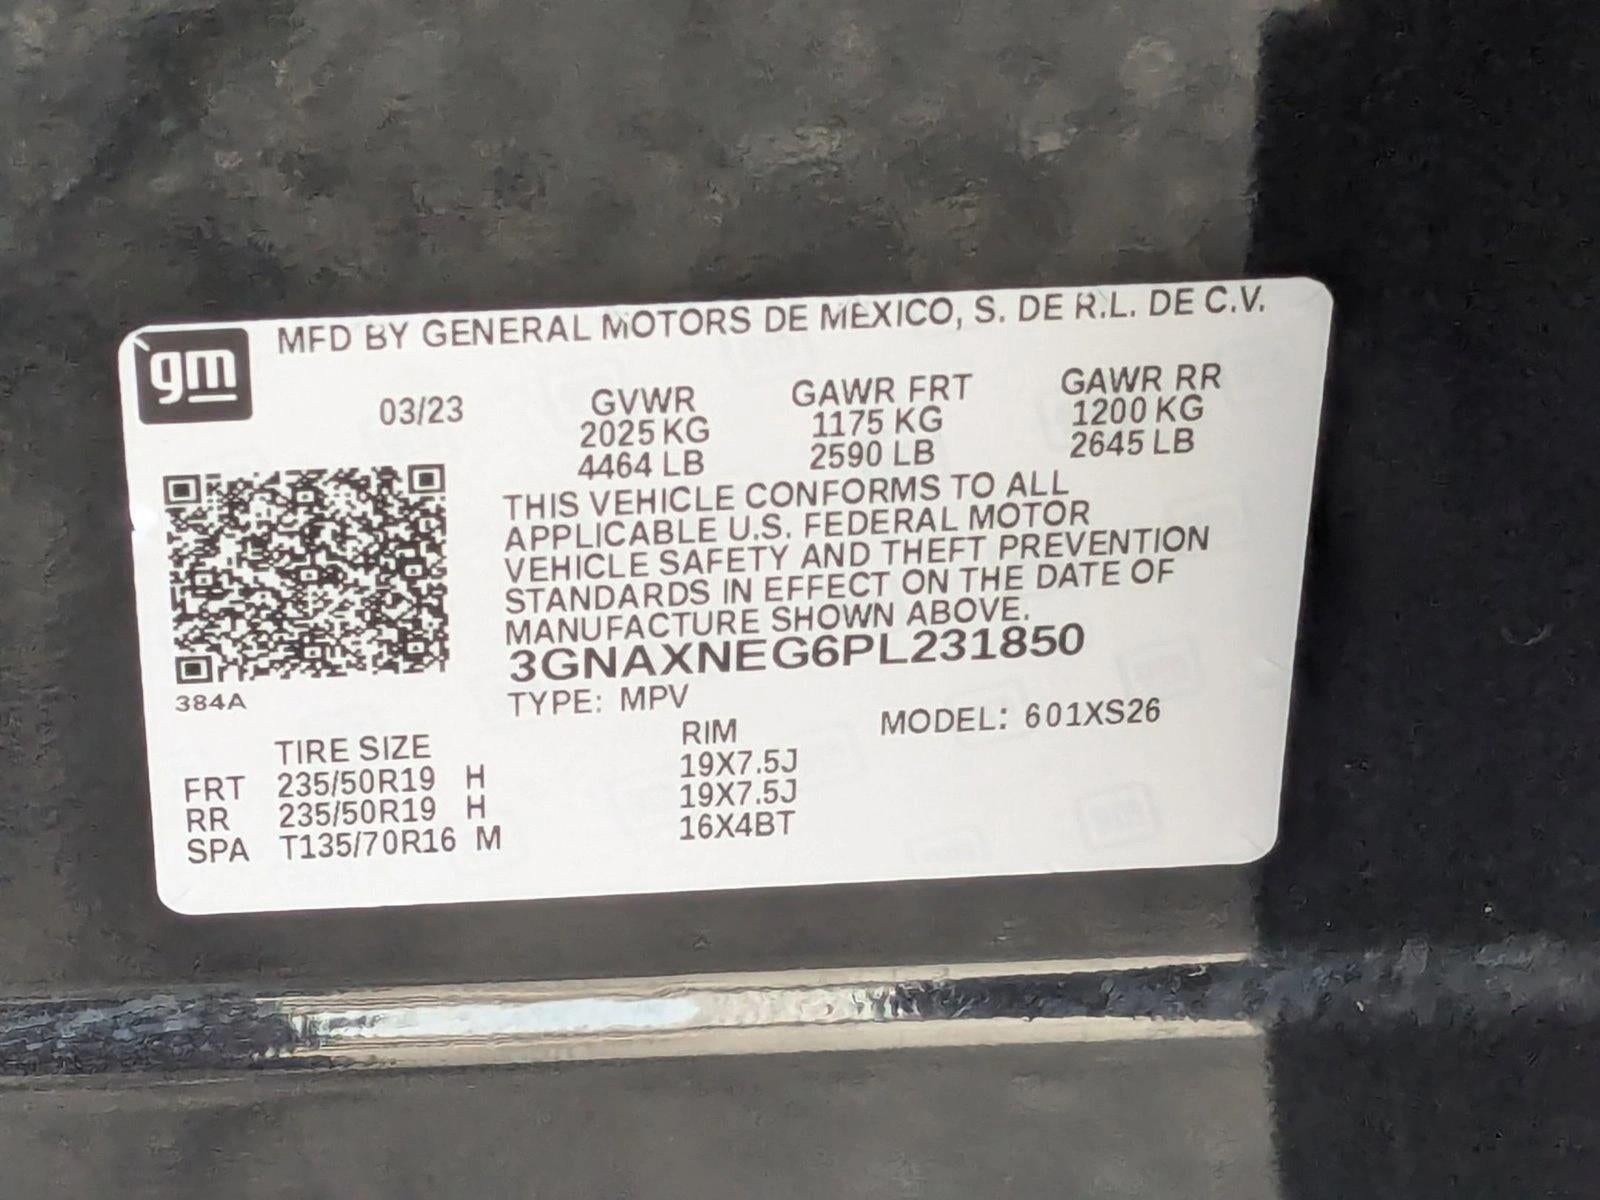 gm MFD BY GENERAL MOTORS DE MEXICO, S. DE R.L. DE C.V.
03/23
GVWR GAWR FRT GAWR RR
2025 KG 1175 KG 1200 KG
4464 LB 2590 LB 2645 LB
THIS VEHICLE CONFORMS TO ALL
APPLICABLE U.S. FEDERAL MOTOR
VEHICLE SAFETY AND THEFT PREVENTION
STANDARDS IN EFFECT ON THE DATE OF
MANUFACTURE SHOWN ABOVE.
3GNAXNEG6PL231850
384A
TYPE: MPV MODEL: 601XS26
TIRE SIZE RIM
FRT 235/50R19 H 19X7.5J
RR 235/50R19 H 19X7.5J
SPA T135/70R16 M 16X4BT